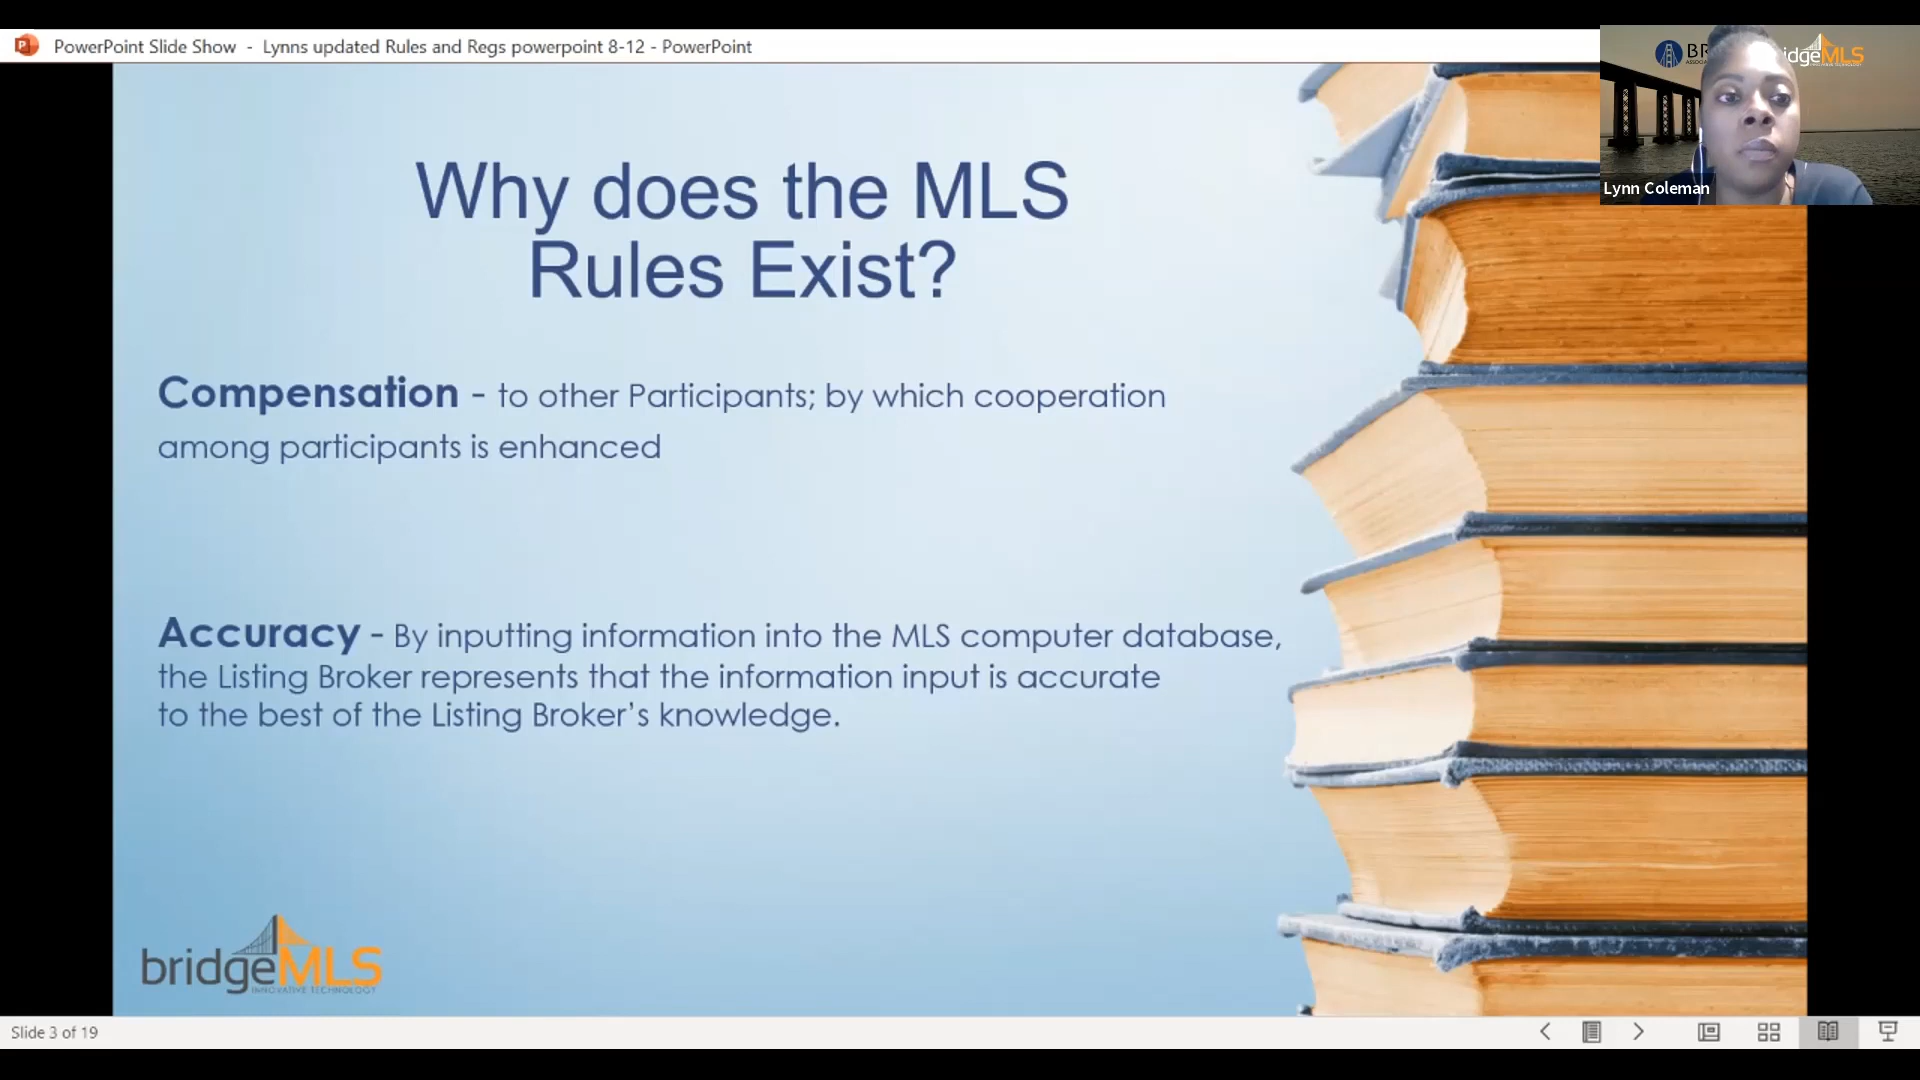 PowerPoint Slide Show - Lynns updated Rules and Regs powerpoint 8-12 - PowerPoint
idgeMLS
Lynn Coleman
Why does the MLS
Rules Exist?
Compensation - to other Participants; by which cooperation
among participants is enhanced
Accuracy - By inputting information into the MLS computer database,
the Listing Broker represents that the information input is accurate
to the best of the Listing Broker’s knowledge.
bridgeMLS
INNOVATIVE TECHNOLOGY
Slide 3 of 19